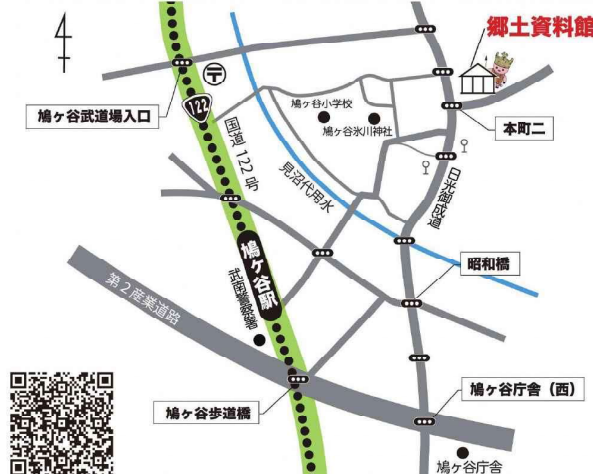 郷土資料館
鳩ヶ谷武道場入口
〒
122
国道122号
鳩ヶ谷小学校
鳩ヶ谷氷川神社
本町二
見沼代用水
日光御成道
昭和橋
鳩ヶ谷駅
武南警察署
第2産業道路
鳩ヶ谷歩道橋
鳩ヶ谷庁舎(西)
鳩ヶ谷庁舎